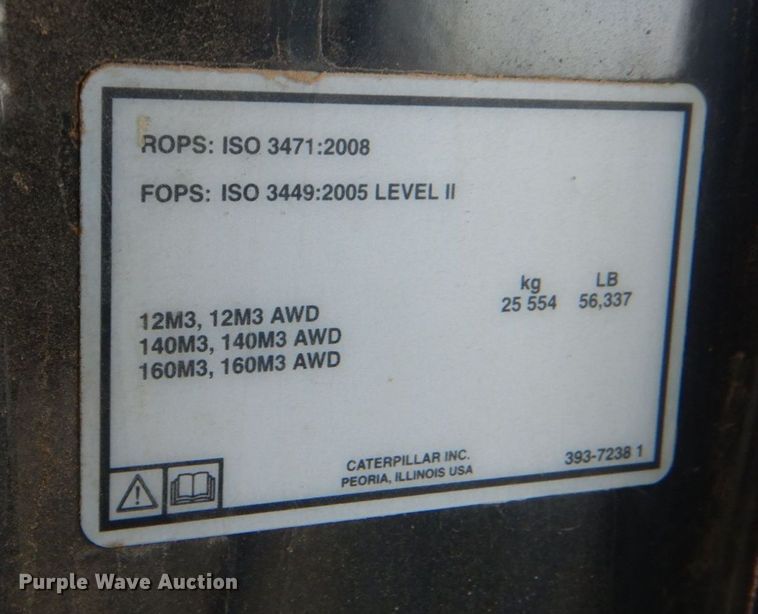 ROPS: ISO 3471:2008
FOPS: ISO 3449:2005 LEVEL II
kg LB
12M3, 12M3 AWD 25 554 56,337
140M3, 140M3 AWD
160M3, 160M3 AWD
CATERPILLAR INC.
PEORIA, ILLINOIS USA
393-7238 1
Purple Wave Auction